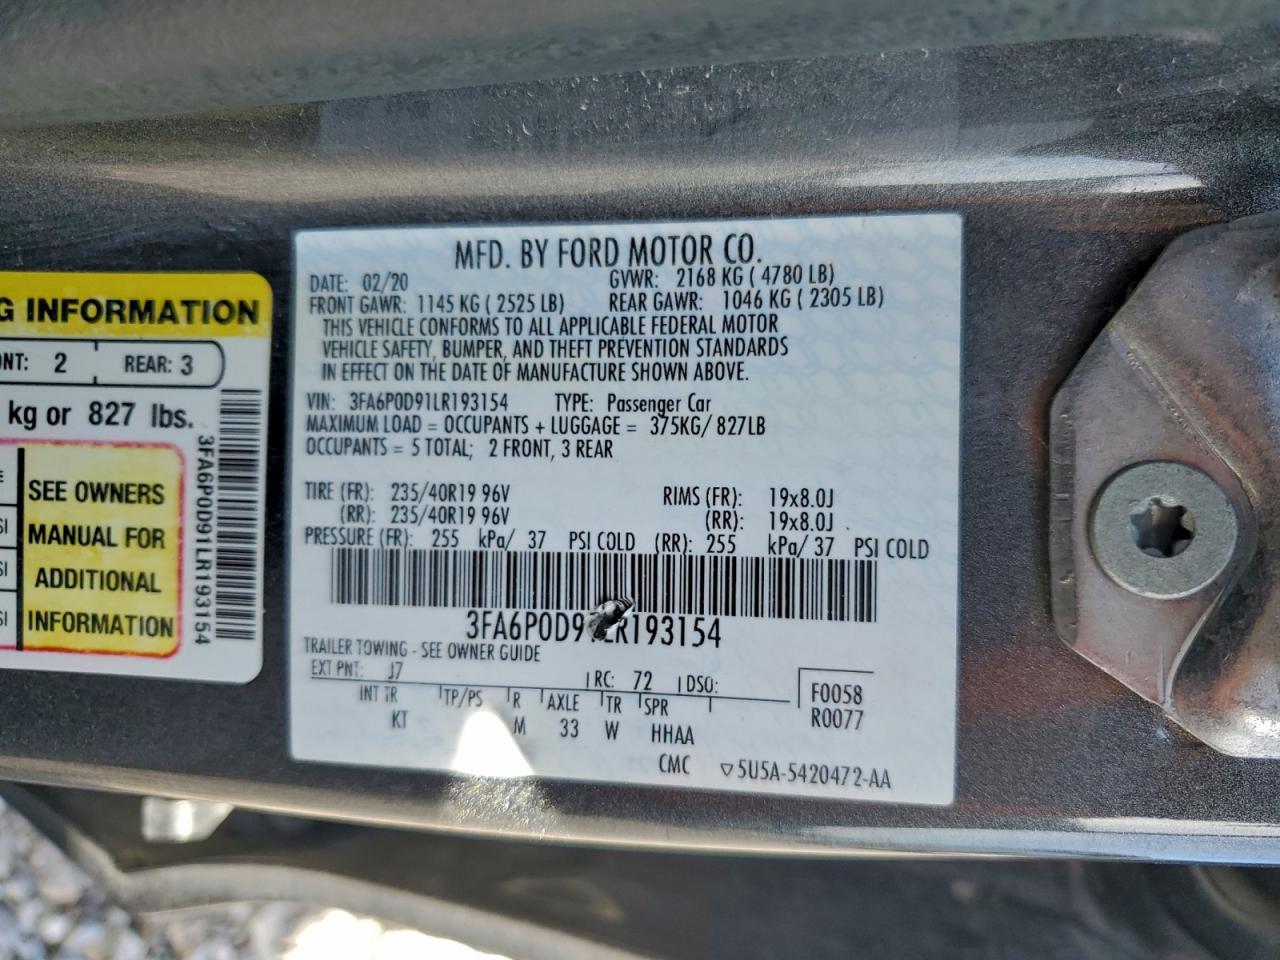 G INFORMATION
NT: 2 REAR: 3
kg or 827 lbs.
SEE OWNERS
MANUAL FOR
ADDITIONAL
INFORMATION
3FA6P0D91LR193154
MFD. BY FORD MOTOR CO.
DATE: 02/20 GVWR: 2168 KG ( 4780 LB)
FRONT GAWR: 1145 KG ( 2525 LB) REAR GAWR: 1046 KG ( 2305 LB)
THIS VEHICLE CONFORMS TO ALL APPLICABLE FEDERAL MOTOR
VEHICLE SAFETY, BUMPER, AND THEFT PREVENTION STANDARDS
IN EFFECT ON THE DATE OF MANUFACTURE SHOWN ABOVE.
VIN: 3FA6P0D91LR193154 TYPE: Passenger Car
MAXIMUM LOAD = OCCUPANTS + LUGGAGE = 375KG/ 827LB
OCCUPANTS = 5 TOTAL; 2 FRONT, 3 REAR
TIRE (FR): 235/40R19 96V RIMS (FR): 19x8.0J
(RR): 235/40R19 96V (RR): 19x8.0J
PRESSURE (FR): 255 kPa/ 37 PSI COLD (RR): 255 kPa/ 37 PSI COLD
3FA6P0D91LR193154
TRAILER TOWING - SEE OWNER GUIDE
EXT PNT: J7 RC: 72 DSO:
INT TR TP/PS R AXLE TR SPR
KT M 33 W HHAA
F0058
R0077
CMC ▽5U5A-5420472-AA